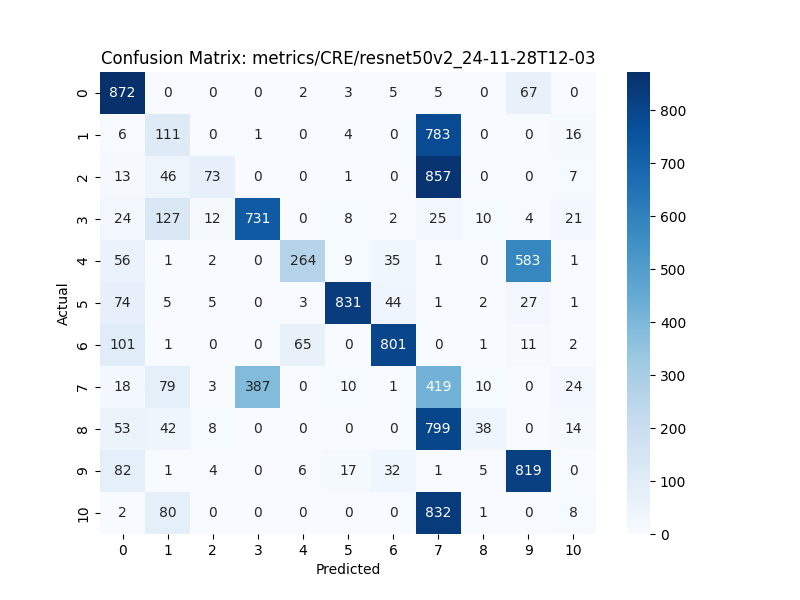 Confusion Matrix: metrics/CRE/resnet50v2_24-11-28T12-03
0 872 0 0 0 2 3 5 5 0 67 0
1 6 111 0 1 0 4 0 783 0 0 16
2 13 46 73 0 0 1 0 857 0 0 7
3 24 127 12 731 0 8 2 25 10 4 21
4 56 1 2 0 264 9 35 1 0 583 1
5 74 5 5 0 3 831 44 1 2 27 1
6 101 1 0 0 65 0 801 0 1 11 2
7 18 79 3 387 0 10 1 419 10 0 24
8 53 42 8 0 0 0 0 799 38 0 14
9 82 1 4 0 6 17 32 1 5 819 0
10 2 80 0 0 0 0 0 832 1 0 8
0 1 2 3 4 5 6 7 8 9 10
Predicted
Actual
800
700
600
500
400
300
200
100
0